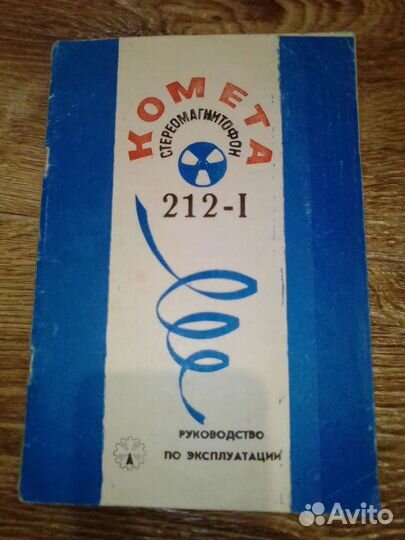 КОМЕТА
СТЕРЕОМАГНИТОФОН
212-I
РУКОВОДСТВО
ПО ЭКСПЛУАТАЦИИ
А
Avito